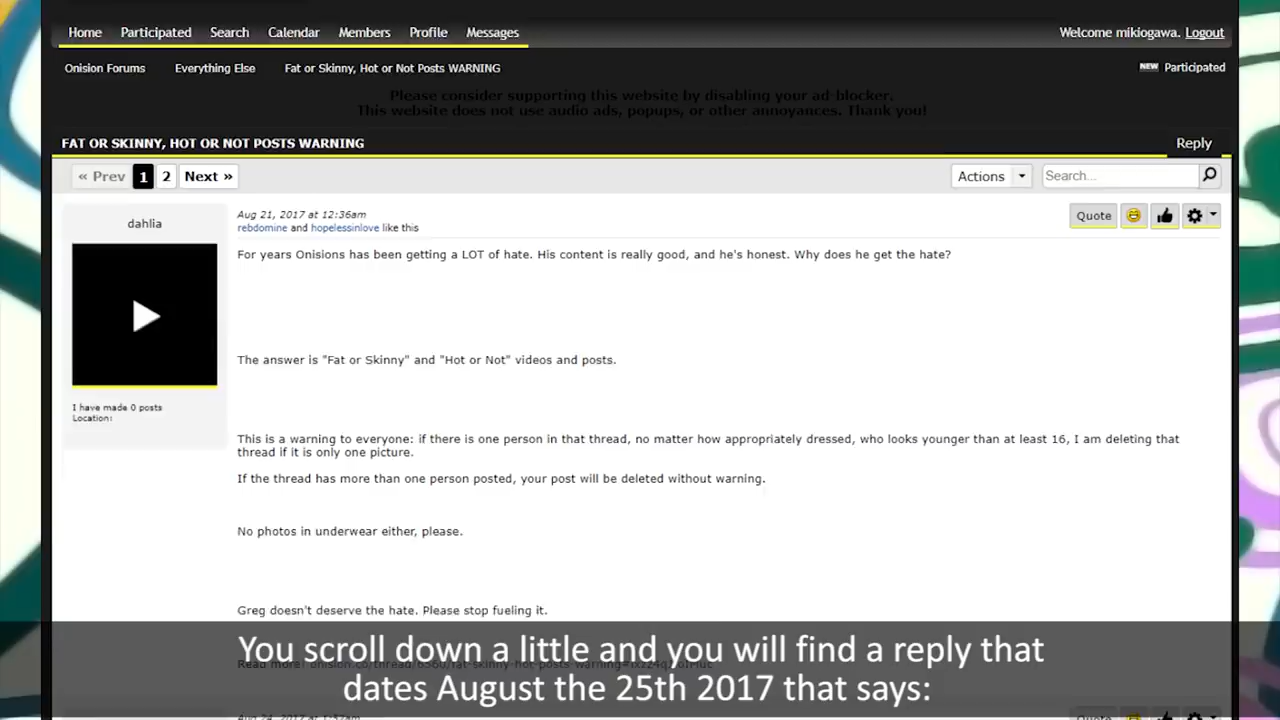 Home Participated Search Calendar Members Profile Messages Welcome mikiogawa. Logout
Onision Forums Everything Else Fat or Skinny, Hot or Not Posts WARNING NEW Participated
Please consider supporting this website by disabling your ad-blocker.
This website does not use audio ads, popups, or other annoyances. Thank you!
FAT OR SKINNY, HOT OR NOT POSTS WARNING Reply
« Prev 1 2 Next » Actions Search...
dahlia
Aug 21, 2017 at 12:36am Quote
rebdomine and hopelessinlove like this
For years Onisions has been getting a LOT of hate. His content is really good, and he's honest. Why does he get the hate?
The answer is "Fat or Skinny" and "Hot or Not" videos and posts.
I have made 0 posts
Location:
This is a warning to everyone: if there is one person in that thread, no matter how appropriately dressed, who looks younger than at least 16, I am deleting that
thread if it is only one picture.
If the thread has more than one person posted, your post will be deleted without warning.
No photos in underwear either, please.
Greg doesn't deserve the hate. Please stop fueling it.
You scroll down a little and you will find a reply that
dates August the 25th 2017 that says:
Read more:
Aug 24, 2017 at 1:52am Quote